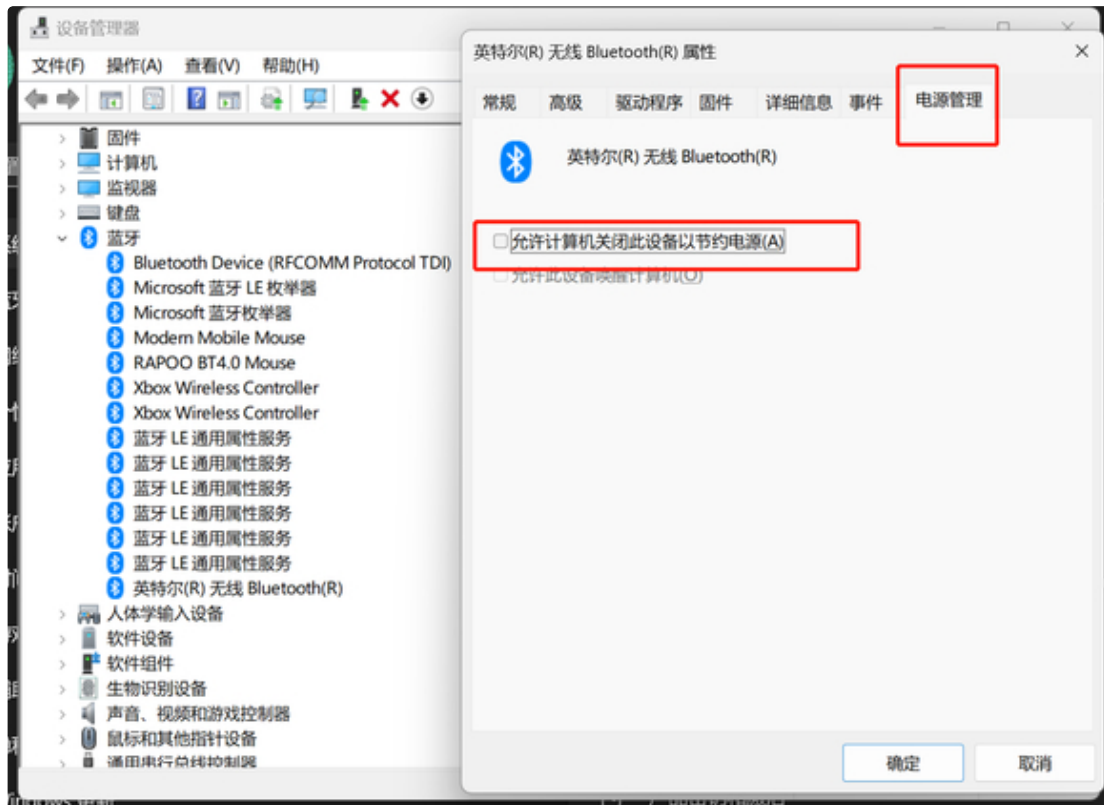 设备管理器
文件(F) 操作(A) 查看(V) 帮助(H)
固件
计算机
监视器
键盘
蓝牙
Bluetooth Device (RFCOMM Protocol TDI)
Microsoft 蓝牙 LE 枚举器
Microsoft 蓝牙枚举器
Modern Mobile Mouse
RAPOO BT4.0 Mouse
Xbox Wireless Controller
Xbox Wireless Controller
蓝牙 LE 通用属性服务
蓝牙 LE 通用属性服务
蓝牙 LE 通用属性服务
蓝牙 LE 通用属性服务
蓝牙 LE 通用属性服务
蓝牙 LE 通用属性服务
英特尔(R) 无线 Bluetooth(R)
人体学输入设备
软件设备
软件组件
生物识别设备
声音、视频和游戏控制器
鼠标和其他指针设备
通用串行总线控制器
英特尔(R) 无线 Bluetooth(R) 属性
常规 高级 驱动程序 固件 详细信息 事件 电源管理
英特尔(R) 无线 Bluetooth(R)
允许计算机关闭此设备以节约电源(A)
允许此设备唤醒计算机(O)
确定 取消